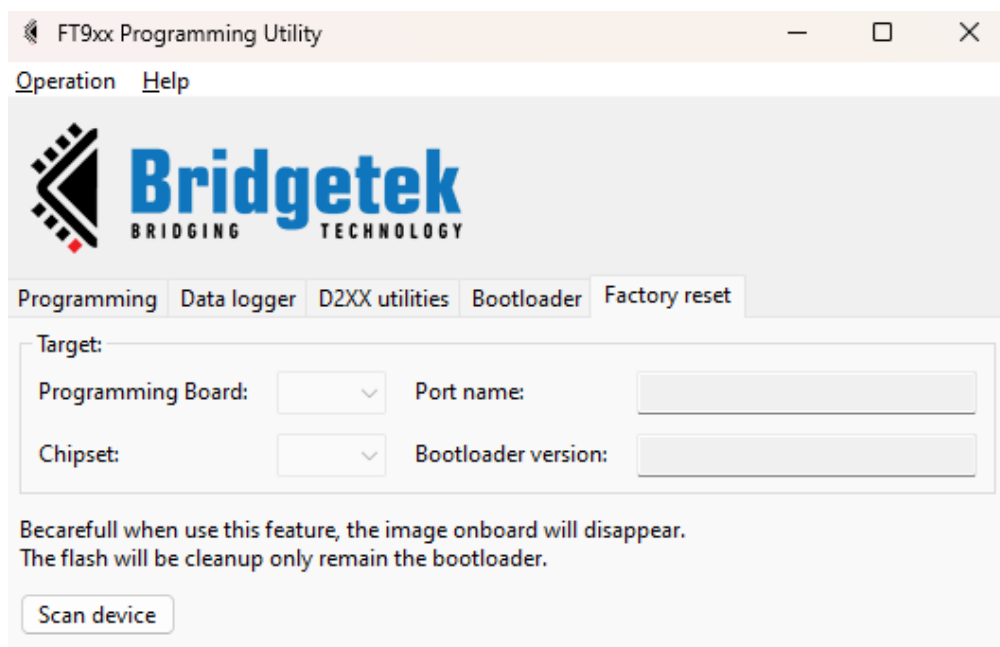 FT9xx Programming Utility
Operation Help
Bridgetek
BRIDGING TECHNOLOGY
Programming Data logger D2XX utilities Bootloader Factory reset
Target:
Programming Board: Port name:
Chipset: Bootloader version:
Becarefull when use this feature, the image onboard will disappear.
The flash will be cleanup only remain the bootloader.
Scan device